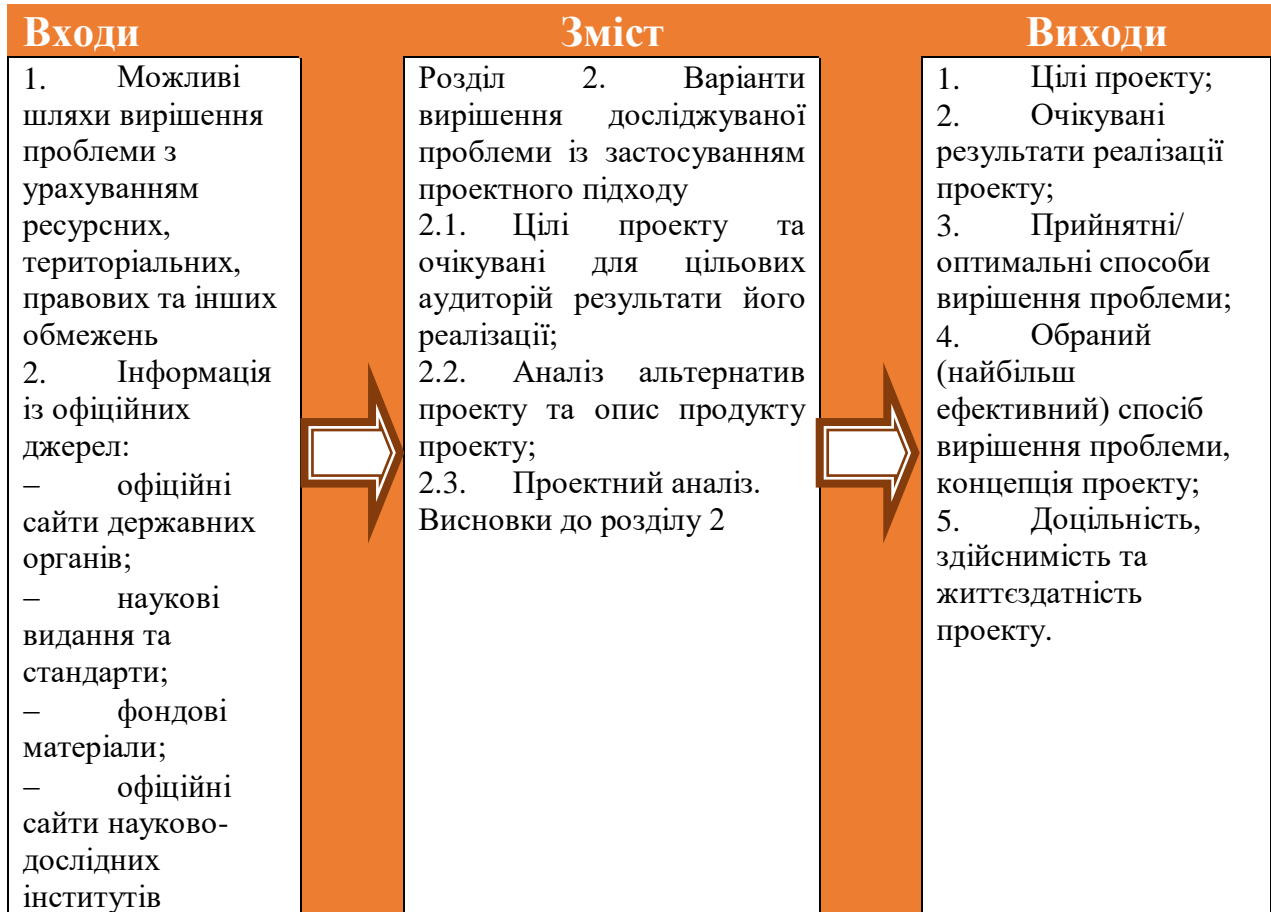 Входи
Зміст
Виходи
1. Можливі
шляхи вирішення
проблеми з
урахуванням
ресурсних,
територіальних,
правових та інших
обмежень
2. Інформація
із офіційних
джерел:
– офіційні
сайти державних
органів;
– наукові
видання та
стандарти;
– фондові
матеріали;
– офіційні
сайти науково-
дослідних
інститутів
Розділ 2. Варіанти
вирішення досліджуваної
проблеми із застосуванням
проектного підходу
2.1. Цілі проекту та
очікувані для цільових
аудиторій результати його
реалізації;
2.2. Аналіз альтернатив
проекту та опис продукту
проекту;
2.3. Проектний аналіз.
Висновки до розділу 2
1. Цілі проекту;
2. Очікувані
результати реалізації
проекту;
3. Прийнятні/
оптимальні способи
вирішення проблеми;
4. Обраний
(найбільш
ефективний) спосіб
вирішення проблеми,
концепція проекту;
5. Доцільність,
здійснимість та
життєздатність
проекту.